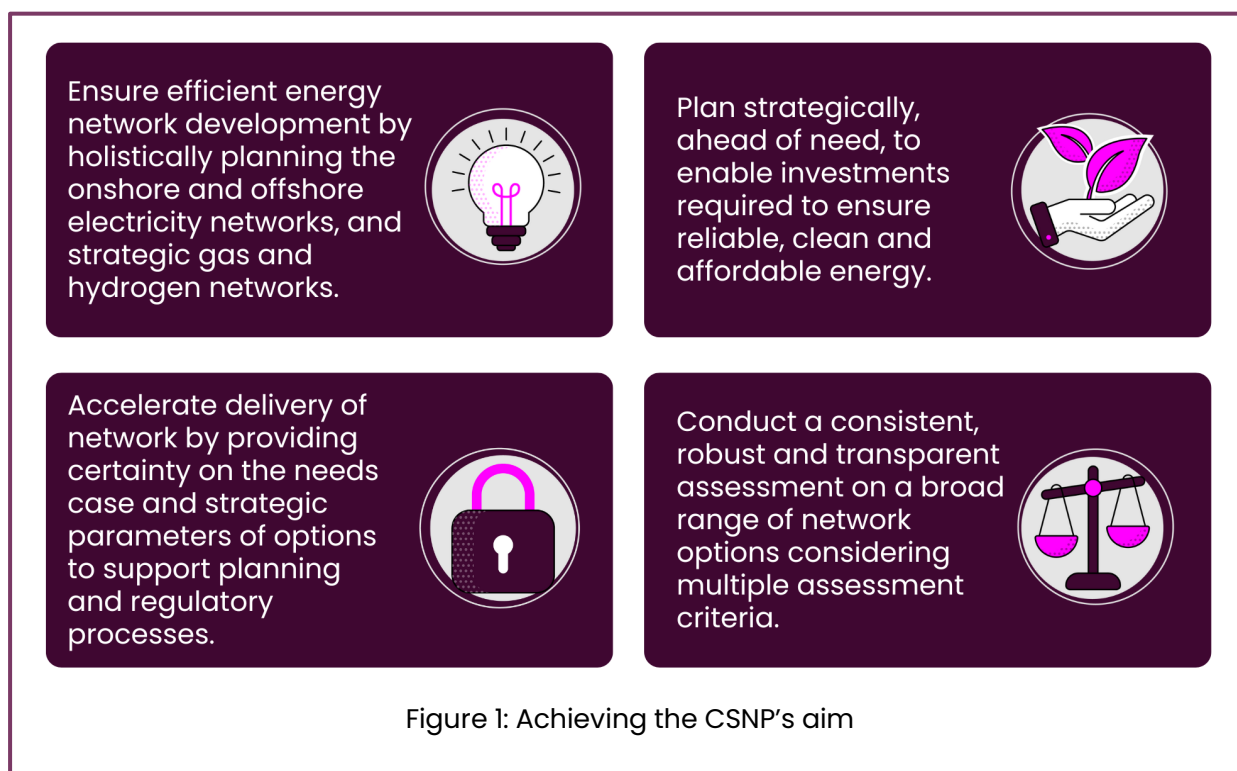 Ensure efficient energy
network development by
holistically planning the
onshore and offshore
electricity networks, and
strategic gas and
hydrogen networks.
Plan strategically,
ahead of need, to
enable investments
required to ensure
reliable, clean and
affordable energy.
Accelerate delivery of
network by providing
certainty on the needs
case and strategic
parameters of options
to support planning
and regulatory
processes.
Conduct a consistent,
robust and transparent
assessment on a broad
range of network
options considering
multiple assessment
criteria.
Figure 1: Achieving the CSNP’s aim